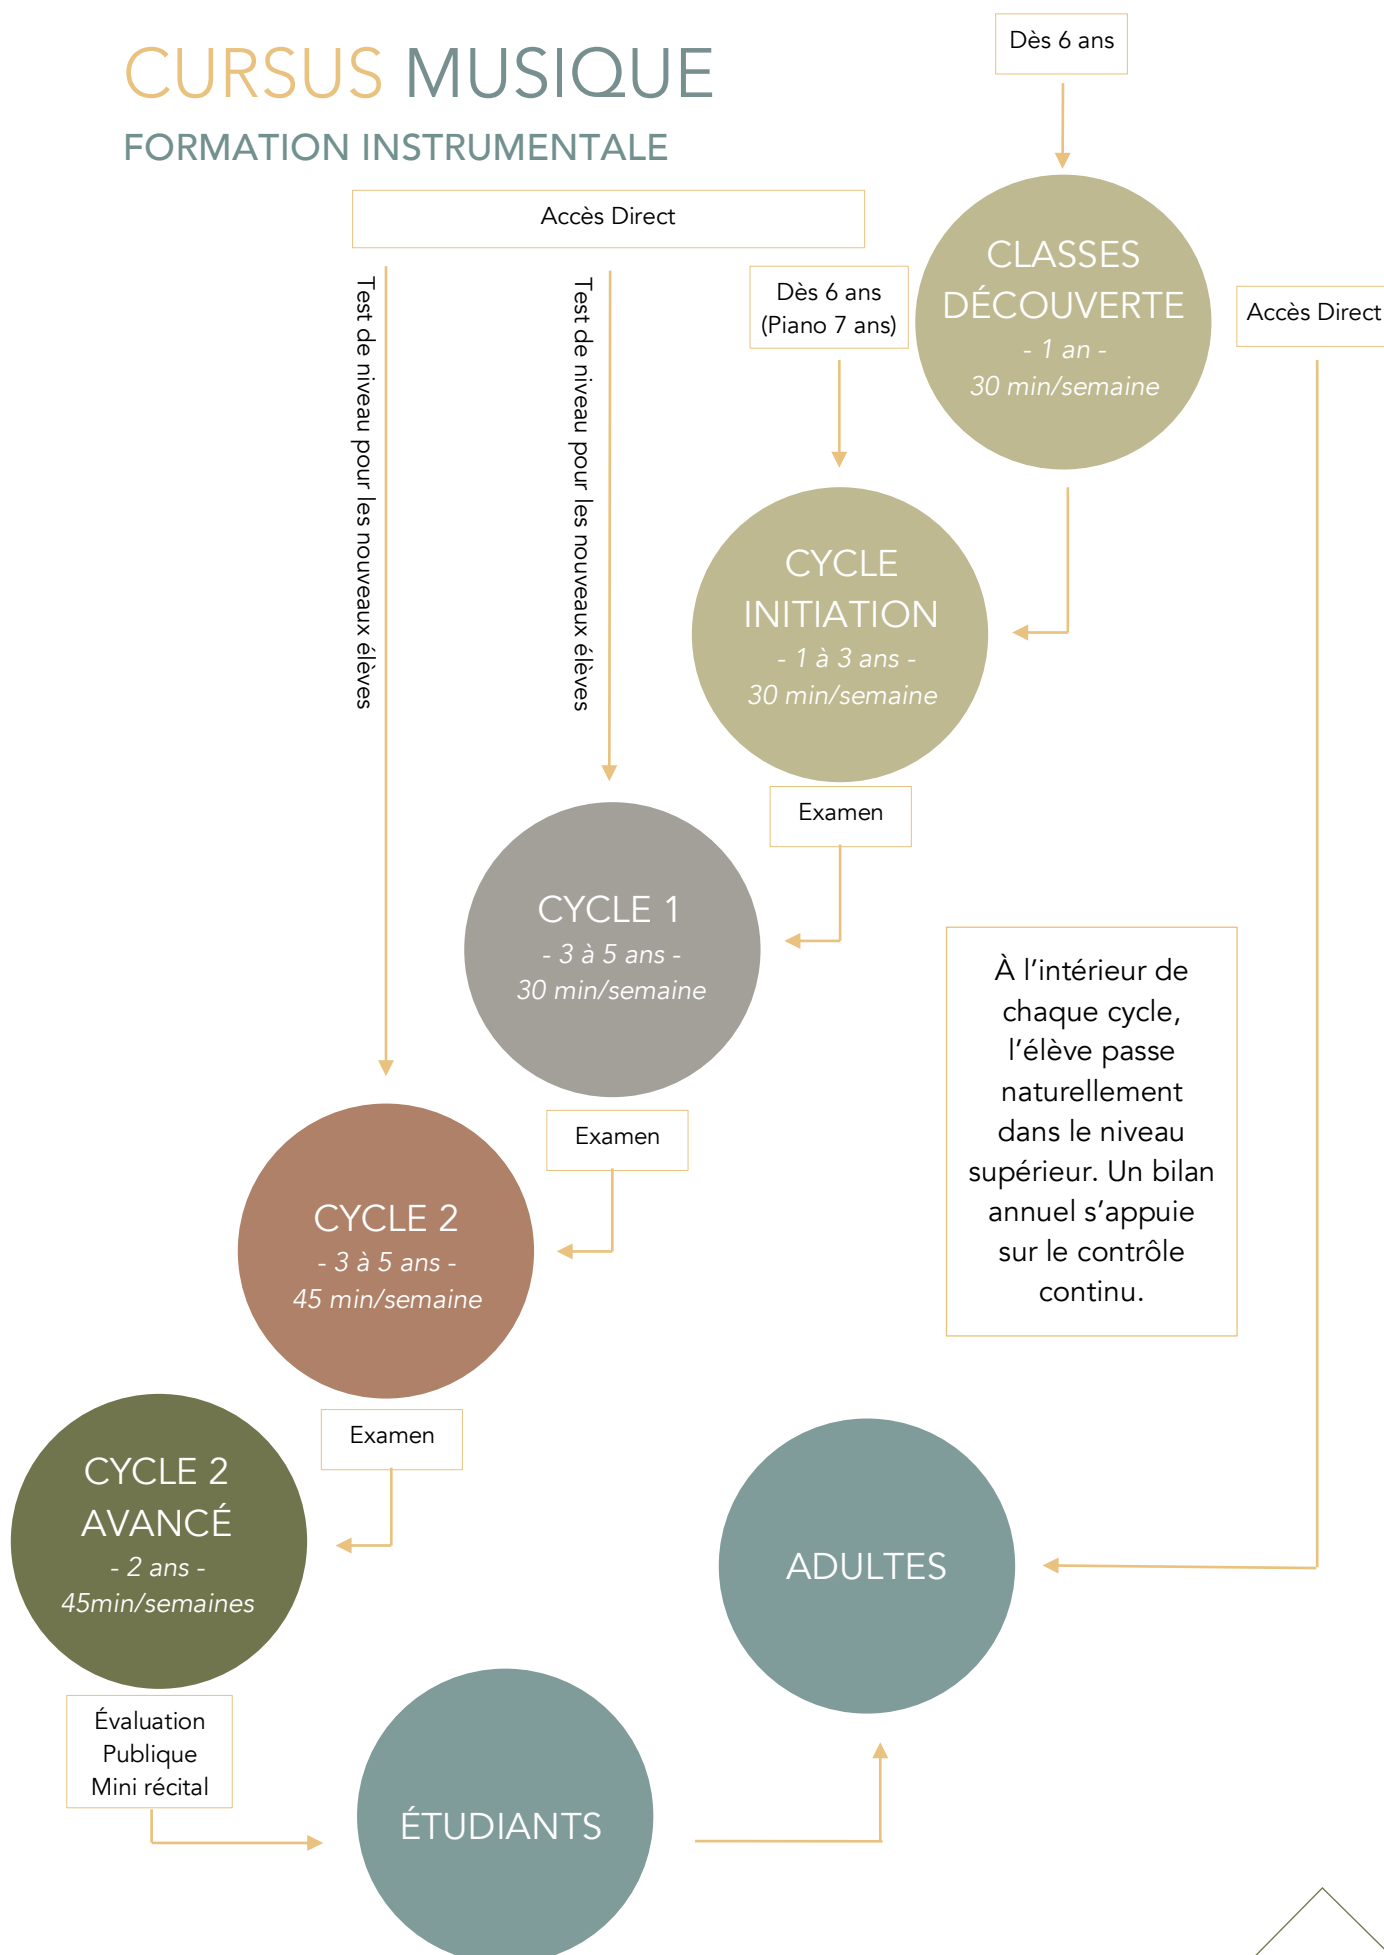 CURSUS MUSIQUE
FORMATION INSTRUMENTALE
Dès 6 ans
Accès Direct
Test de niveau pour les nouveaux élèves
Test de niveau pour les nouveaux élèves
Dès 6 ans
(Piano 7 ans)
CLASSES
DÉCOUVERTE
- 1 an -
30 min/semaine
Accès Direct
CYCLE
INITIATION
- 1 à 3 ans -
30 min/semaine
Examen
CYCLE 1
- 3 à 5 ans -
30 min/semaine
Examen
À l’intérieur de
chaque cycle,
l’élève passe
naturellement
dans le niveau
supérieur. Un bilan
annuel s’appuie
sur le contrôle
continu.
CYCLE 2
- 3 à 5 ans -
45 min/semaine
Examen
CYCLE 2
AVANCÉ
- 2 ans -
45min/semaines
Évaluation
Publique
Mini récital
ÉTUDIANTS
ADULTES